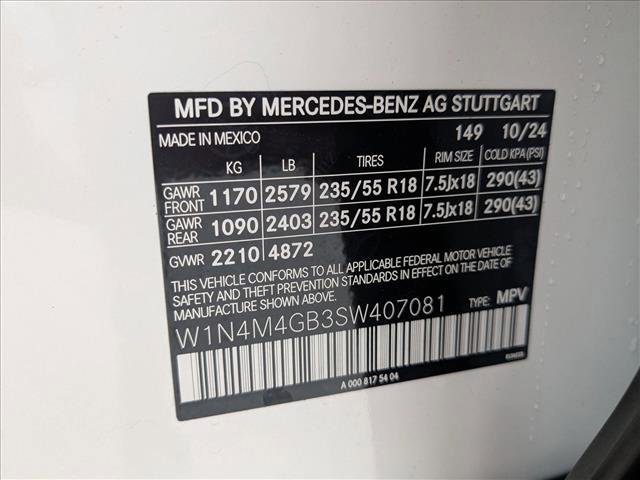 MFD BY MERCEDES-BENZ AG STUTTGART
MADE IN MEXICO 149 10/24
KG LB TIRES RIM SIZE COLD KPA(PSI)
GAWR FRONT 1170 2579 235/55 R18 7.5Jx18 290(43)
GAWR REAR 1090 2403 235/55 R18 7.5Jx18 290(43)
GVWR 2210 4872
THIS VEHICLE CONFORMS TO ALL APPLICABLE FEDERAL MOTOR VEHICLE
SAFETY AND THEFT PREVENTION STANDARDS IN EFFECT ON THE DATE OF
MANUFACTURE SHOWN ABOVE.
W1N4M4GB3SW407081 TYPE: MPV
A 000 817 54 04